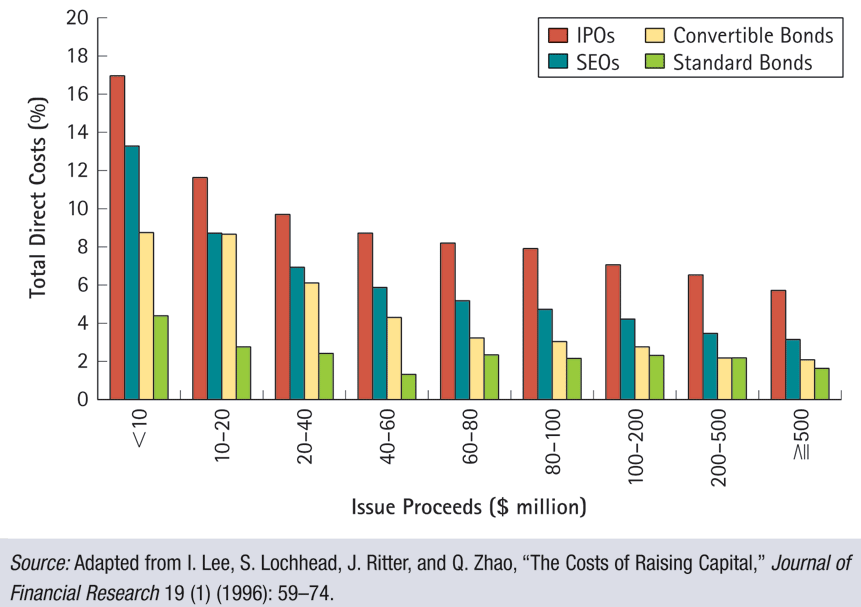 20
18
16
14
12
10
8
6
4
2
0
Total Direct Costs (%)
IPOs
Convertible Bonds
SEOs
Standard Bonds
<10
10–20
20–40
40–60
60–80
80–100
100–200
200–500
≧500
Issue Proceeds ($ million)
Source: Adapted from I. Lee, S. Lochhead, J. Ritter, and Q. Zhao, “The Costs of Raising Capital,” Journal of
Financial Research 19 (1) (1996): 59–74.